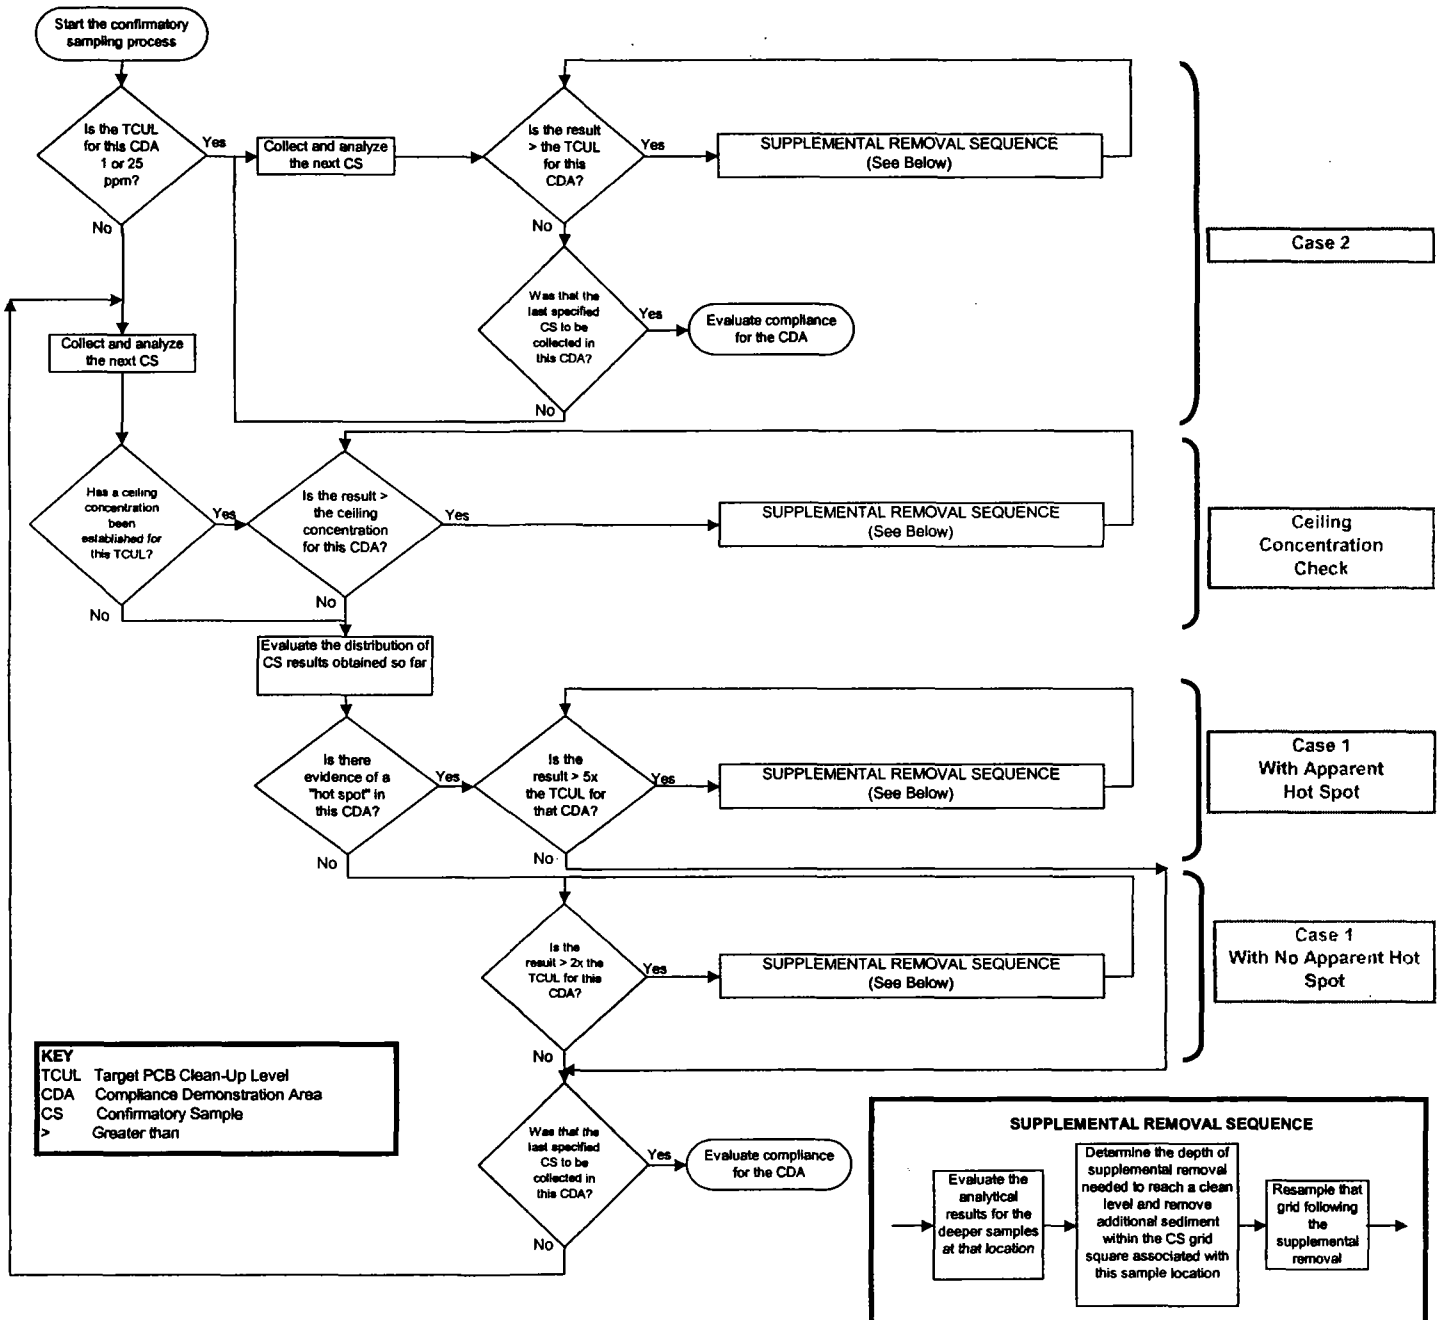 Start the confirmatory
sampling process
Is the TCUL
for this CDA
1 or 25
ppm?
Yes
No
Collect and analyze
the next CS
Is the result
> the TCUL
for this
CDA?
Yes
No
SUPPLEMENTAL REMOVAL SEQUENCE
(See Below)
Case 2
Was that the
last specified
CS to be
collected in
this CDA?
Yes
No
Evaluate compliance
for the CDA
Collect and analyze
the next CS
Has a ceiling
concentration
been
established for
this TCUL?
Yes
No
Is the result >
the ceiling
concentration
for this CDA?
Yes
No
SUPPLEMENTAL REMOVAL SEQUENCE
(See Below)
Ceiling
Concentration
Check
Evaluate the distribution of
CS results obtained so far
Is there
evidence of a
"hot spot" in
this CDA?
Yes
No
Is the
result > 5x
the TCUL for
that CDA?
Yes
No
SUPPLEMENTAL REMOVAL SEQUENCE
(See Below)
Case 1
With Apparent
Hot Spot
Is the
result > 2x the
TCUL for this
CDA?
Yes
No
SUPPLEMENTAL REMOVAL SEQUENCE
(See Below)
Case 1
With No Apparent Hot
Spot
Was that the
last specified
CS to be
collected in
this CDA?
Yes
No
Evaluate compliance
for the CDA
KEY
TCUL Target PCB Clean-Up Level
CDA Compliance Demonstration Area
CS Confirmatory Sample
> Greater than
SUPPLEMENTAL REMOVAL SEQUENCE
Evaluate the
analytical
results for the
deeper samples
at that location
Determine the depth of
supplemental removal
needed to reach a clean
level and remove
additional sediment
within the CS grid
square associated with
this sample location
Resample that
grid following
the
supplemental
removal